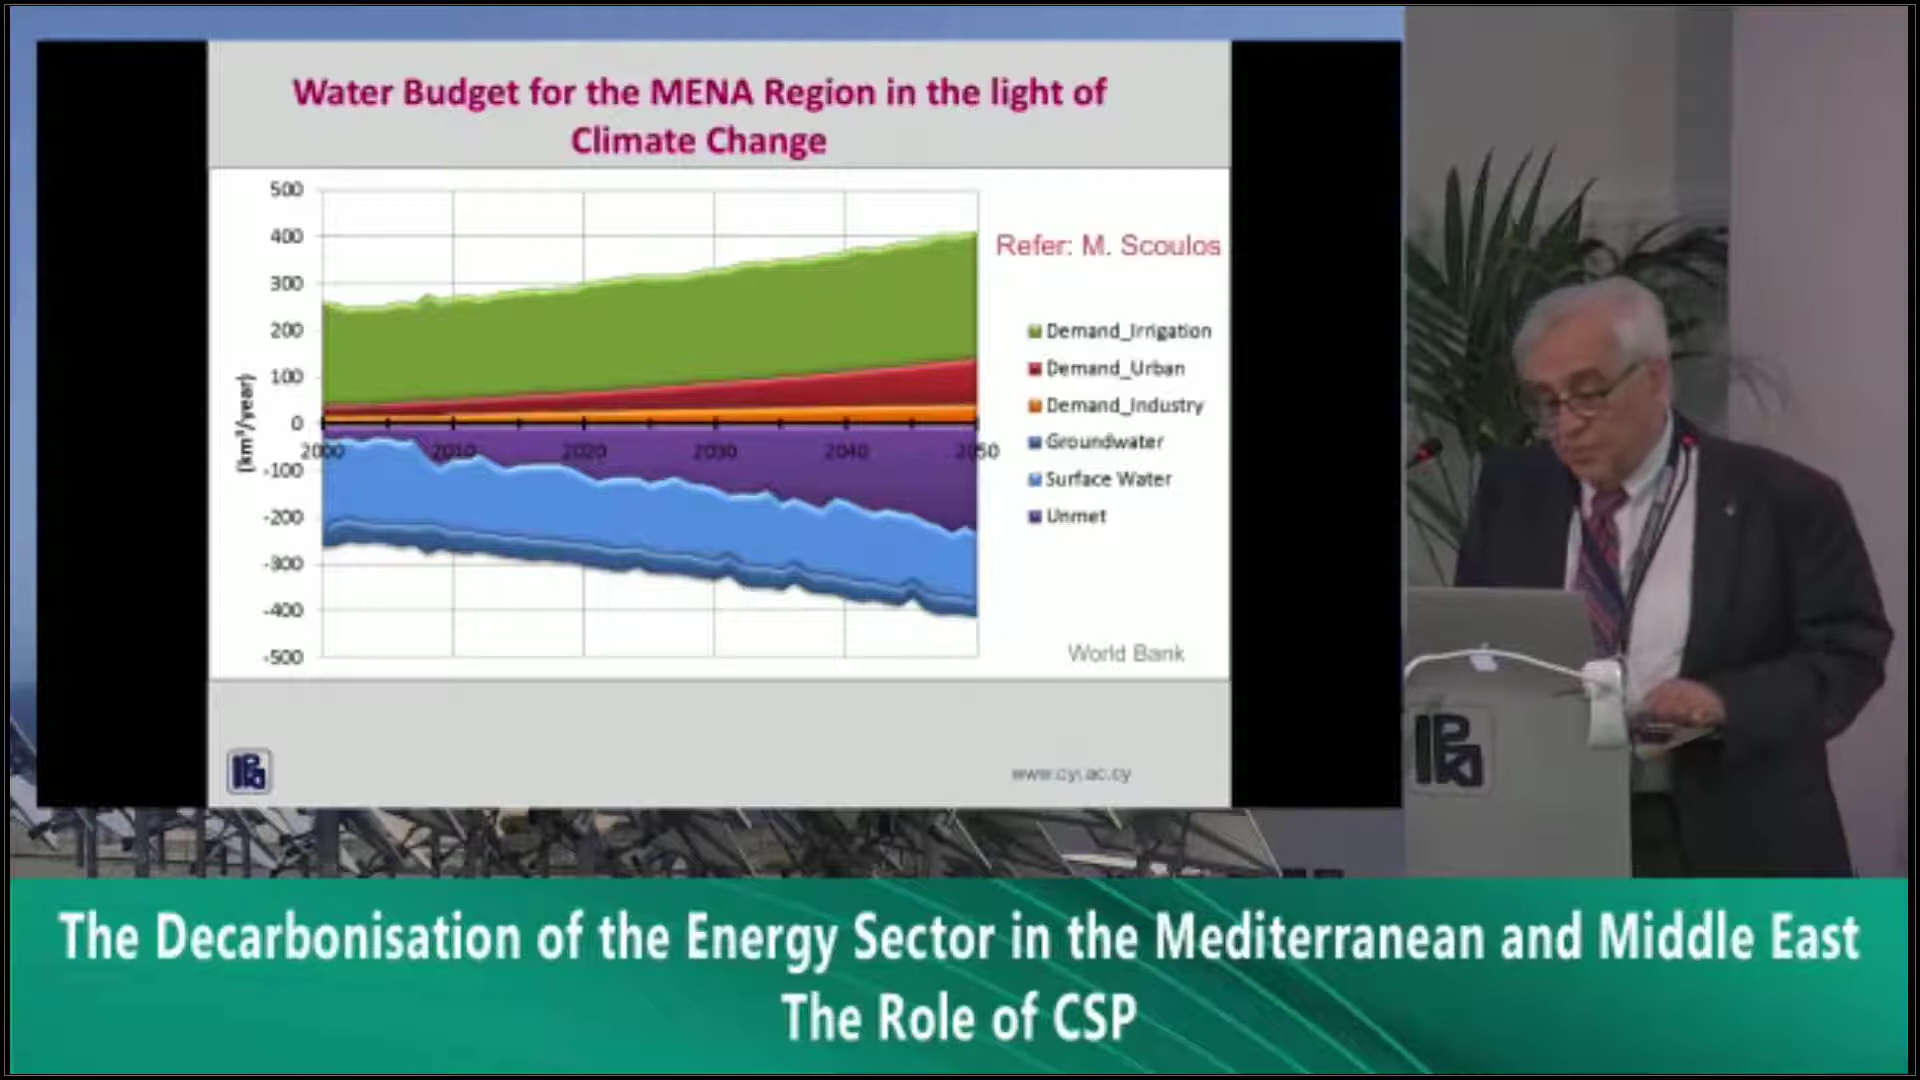 Water Budget for the MENA Region in the light of
Climate Change
500
400
300
200
100
0
-100
-200
-300
-400
-500
(km³/year)
2000 2010 2020 2030 2040 2050
Refer: M. Scoulos
Demand_Irrigation
Demand_Urban
Demand_Industry
Groundwater
Surface Water
Unmet
World Bank
www.cyi.ac.cy
The Decarbonisation of the Energy Sector in the Mediterranean and Middle East
The Role of CSP